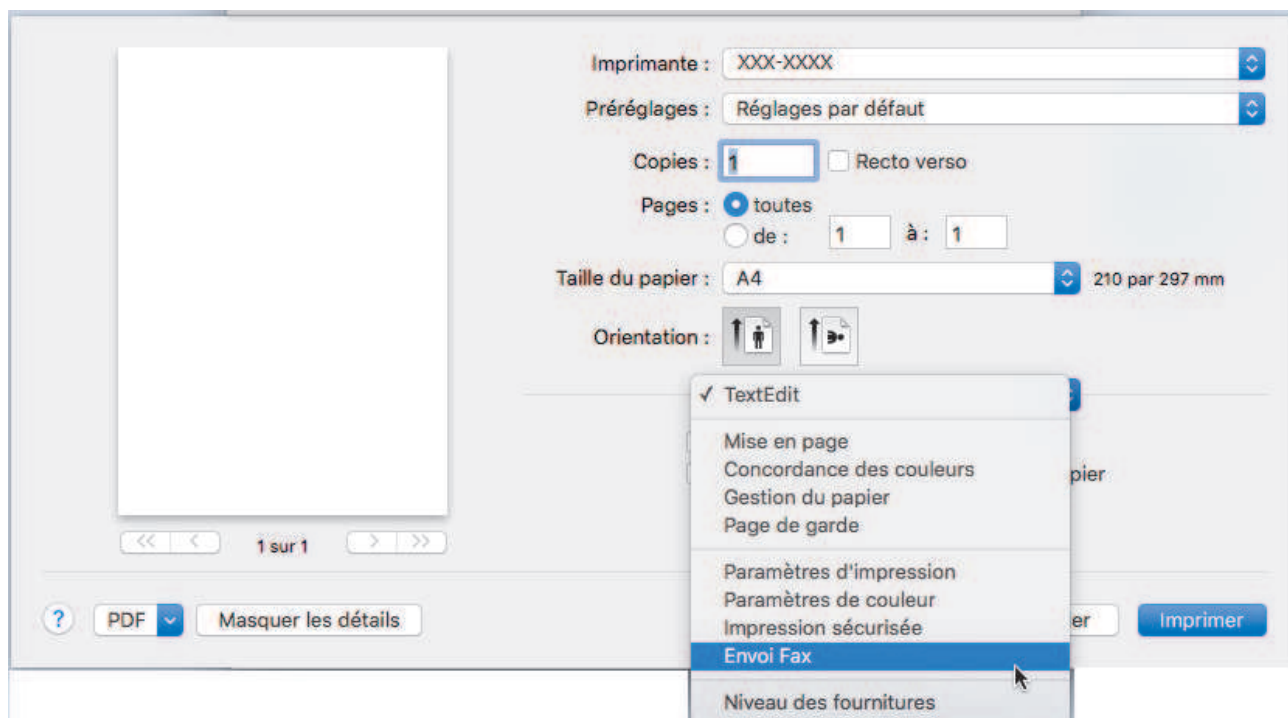 Imprimante : XXX-XXXX
Préréglages : Réglages par défaut
Copies : 1 Recto verso
Pages : toutes
de : 1 à : 1
Taille du papier : A4 210 par 297 mm
Orientation :
✓ TextEdit
Mise en page
Concordance des couleurs
pier
Gestion du papier
Page de garde
1 sur 1
Paramètres d'impression
Paramètres de couleur
? PDF Masquer les détails
er Imprimer
Impression sécurisée
Envoi Fax
Niveau des fournitures